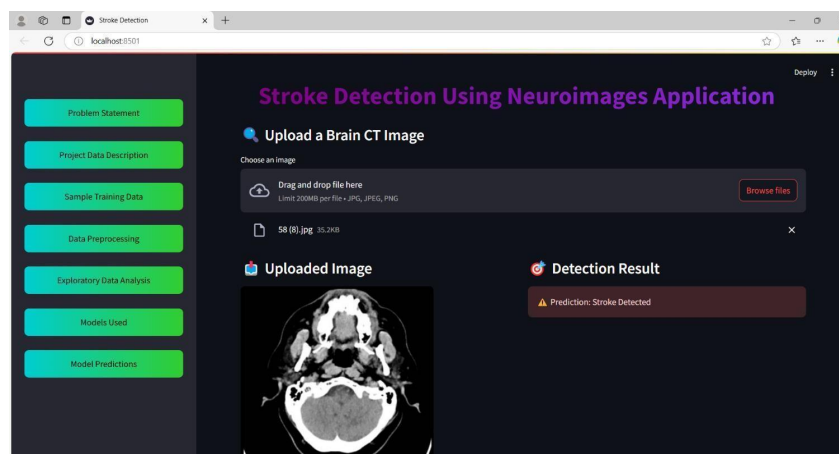 Stroke Detection
localhost:8501
Deploy
Problem Statement
Project Data Description
Sample Training Data
Data Preprocessing
Exploratory Data Analysis
Models Used
Model Predictions
Stroke Detection Using Neuroimages Application
Upload a Brain CT Image
Choose an image
Drag and drop file here
Limit 200MB per file • JPG, JPEG, PNG
Browse files
58 (8).jpg 35.2KB
Uploaded Image
Detection Result
Prediction: Stroke Detected